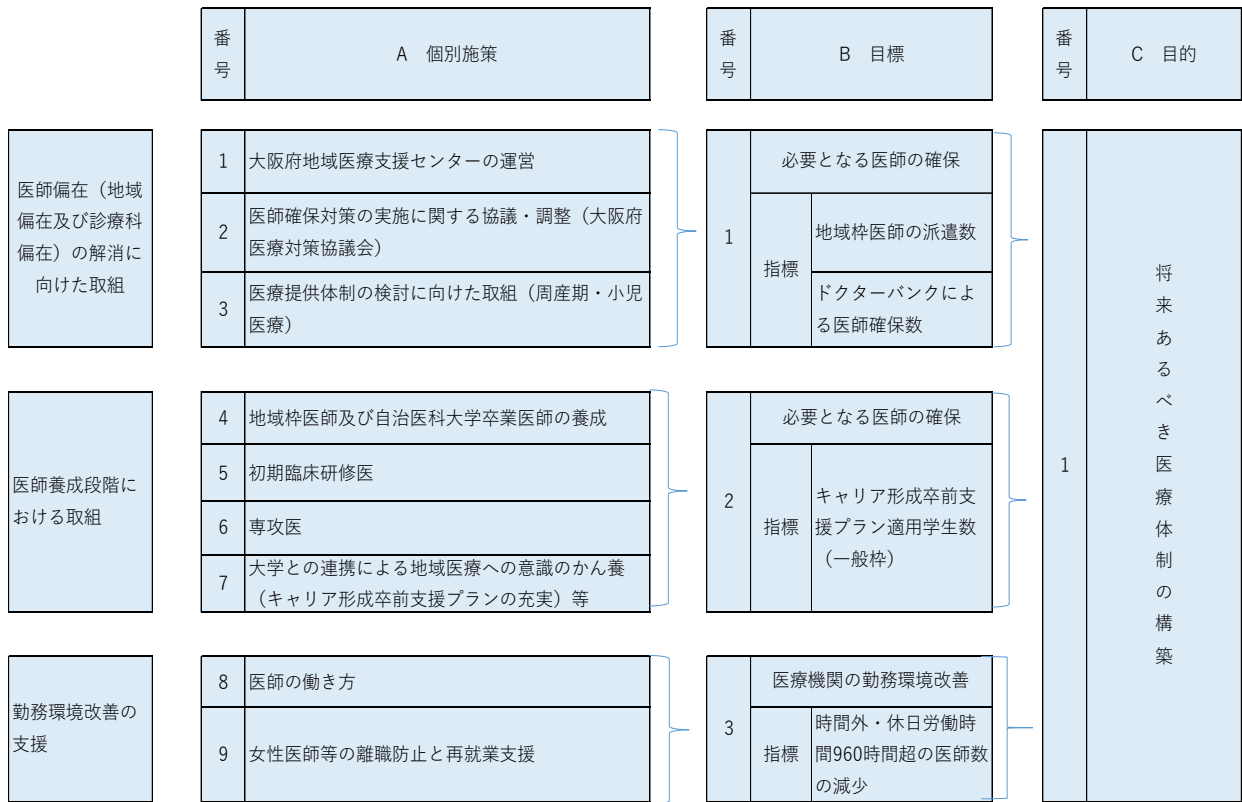 番
号
A　個別施策
番
号
B　目標
番
号
C　目的
医師偏在（地域
偏在及び診療科
偏在）の解消に
向けた取組
1
大阪府地域医療支援センターの運営
2
医師確保対策の実施に関する協議・調整（大阪府
医療対策協議会）
3
医療提供体制の検討に向けた取組（周産期・小児
医療）
1
必要となる医師の確保
指標
地域枠医師の派遣数
ドクターバンクによ
る医師確保数
医師養成段階に
おける取組
4
地域枠医師及び自治医科大学卒業医師の養成
5
初期臨床研修医
6
専攻医
7
大学との連携による地域医療への意識のかん養
（キャリア形成卒前支援プランの充実）等
2
必要となる医師の確保
指標
キャリア形成卒前支
援プラン適用学生数
（一般枠）
勤務環境改善の
支援
8
医師の働き方
9
女性医師等の離職防止と再就業支援
3
医療機関の勤務環境改善
指標
時間外・休日労働時
間960時間超の医師数
の減少
1
将来あるべき医療体制の構築